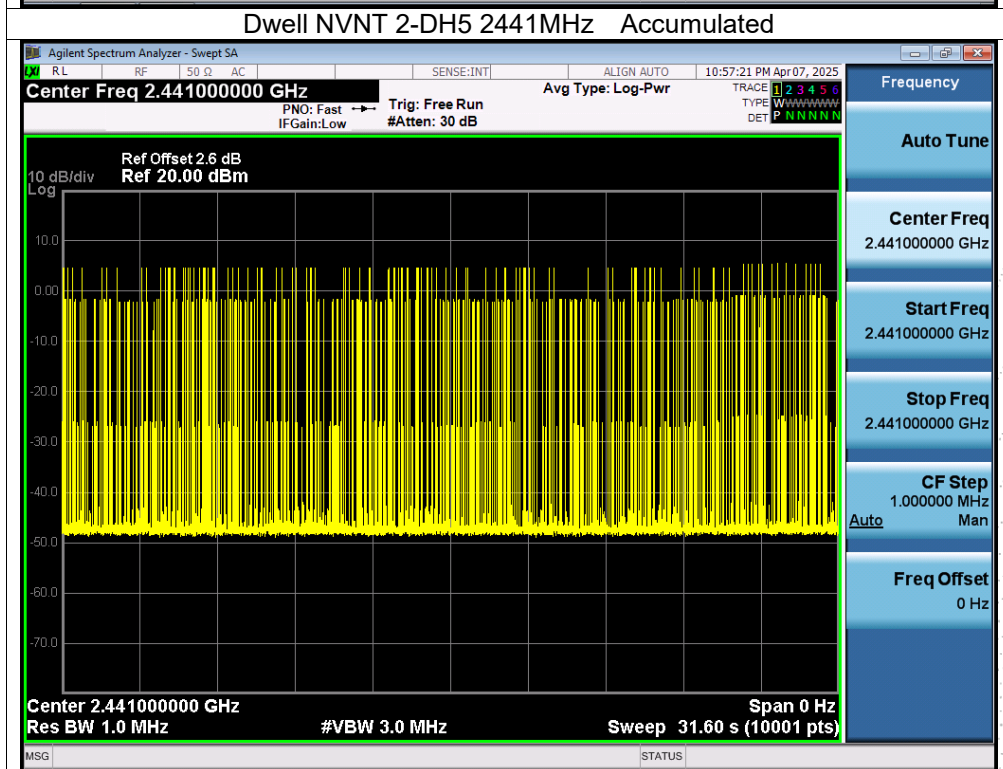 Dwell NVNT 2-DH5 2441MHz Accumulated
Agilent Spectrum Analyzer - Swept SA
LXI RL RF 50 Ω AC SENSE:INT ALIGN AUTO 10:57:21 PM Apr 07, 2025
Center Freq 2.441000000 GHz
PNO: Fast
IFGain:Low
Trig: Free Run
#Atten: 30 dB
Avg Type: Log-Pwr
TRACE 1 2 3 4 5 6
TYPE WWWWWWW
DET P N N N N N
Frequency
Auto Tune
Center Freq
2.441000000 GHz
Start Freq
2.441000000 GHz
Stop Freq
2.441000000 GHz
CF Step
1.000000 MHz
Auto Man
Freq Offset
0 Hz
Ref Offset 2.6 dB
10 dB/div Ref 20.00 dBm
Log
10.0
0.00
-10.0
-20.0
-30.0
-40.0
-50.0
-60.0
-70.0
Center 2.441000000 GHz Span 0 Hz
Res BW 1.0 MHz #VBW 3.0 MHz Sweep 31.60 s (10001 pts)
MSG STATUS